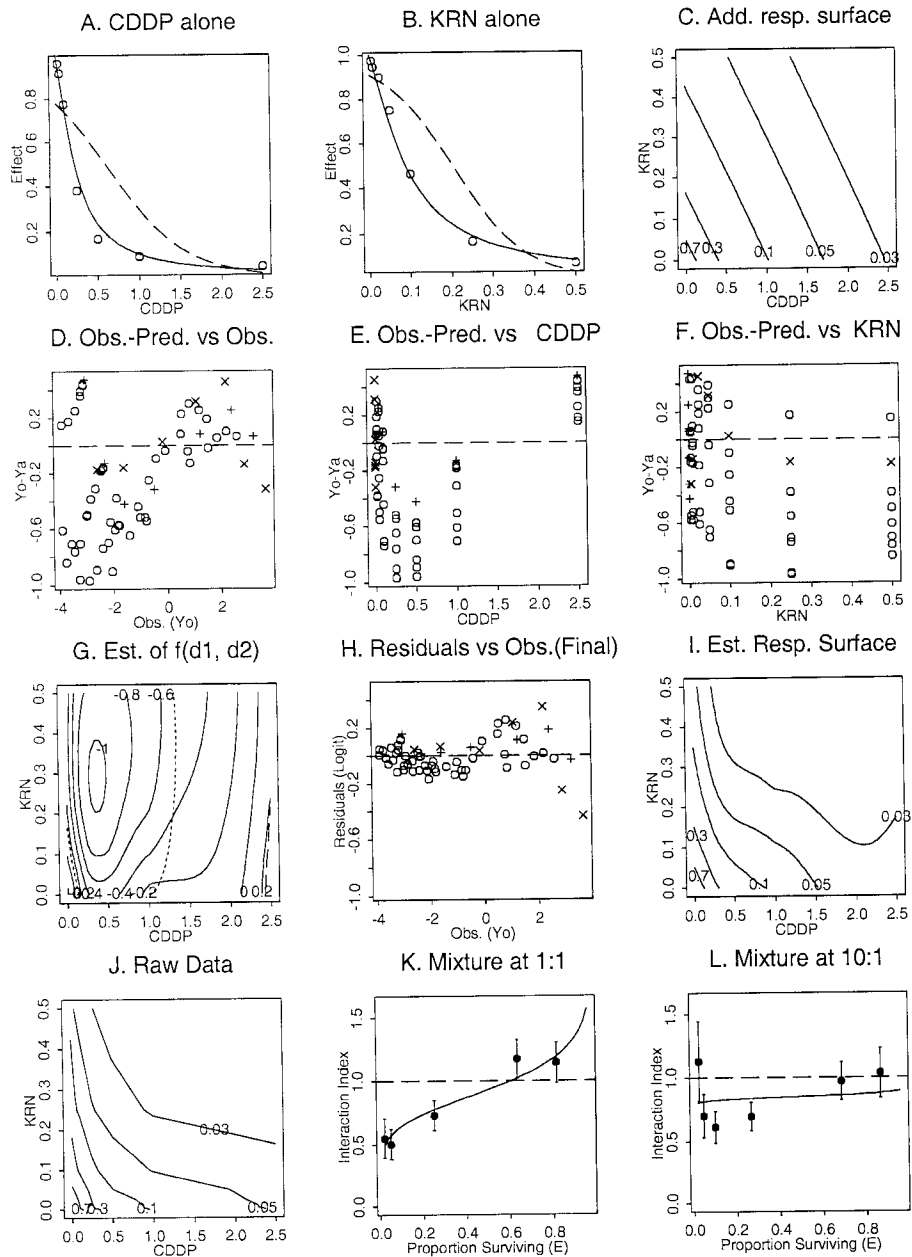 A. CDDP alone
B. KRN alone
C. Add. resp. surface
Effect
0.8
0.6
0.4
0.2
0.0 0.5 1.0 1.5 2.0 2.5
CDDP
Effect
1.0
0.8
0.6
0.4
0.2
0.0 0.1 0.2 0.3 0.4 0.5
KRN
KRN
0.5
0.4
0.3
0.2
0.1
0.0
0.7 0.3 0.1 0.05 0.03
0.0 0.5 1.0 1.5 2.0 2.5
CDDP
D. Obs.-Pred. vs Obs.
E. Obs.-Pred. vs CDDP
F. Obs.-Pred. vs KRN
Yo-Ya
0.2
-0.2
-0.6
-1.0
-4 -2 0 2
Obs. (Yo)
Yo-Ya
0.2
-0.2
-0.6
-1.0
0.0 0.5 1.0 1.5 2.0 2.5
CDDP
Yo-Ya
0.2
-0.2
-0.6
-1.0
0.0 0.1 0.2 0.3 0.4 0.5
KRN
G. Est. of f(d1, d2)
H. Residuals vs Obs.(Final)
I. Est. Resp. Surface
KRN
0.5
0.4
0.3
0.2
0.1
0.0
-0.8 -0.6
-1
-0.4 -0.2 0 0.2
0.0 0.5 1.0 1.5 2.0 2.5
CDDP
Residuals (Logit)
0.2
-0.2
-0.6
-1.0
-4 -2 0 2
Obs. (Yo)
KRN
0.5
0.4
0.3
0.2
0.1
0.0
0.03
0.3
0.7 0.1 0.05
0.0 0.5 1.0 1.5 2.0 2.5
CDDP
J. Raw Data
K. Mixture at 1:1
L. Mixture at 10:1
KRN
0.5
0.4
0.3
0.2
0.1
0.0
0.03
0.7 0.3 0.1 0.05
0.0 0.5 1.0 1.5 2.0 2.5
CDDP
Interaction Index
1.5
1.0
0.5
0.0
0.0 0.2 0.4 0.6 0.8
Proportion Surviving (E)
Interaction Index
1.5
1.0
0.5
0.0
0.0 0.2 0.4 0.6 0.8
Proportion Surviving (E)